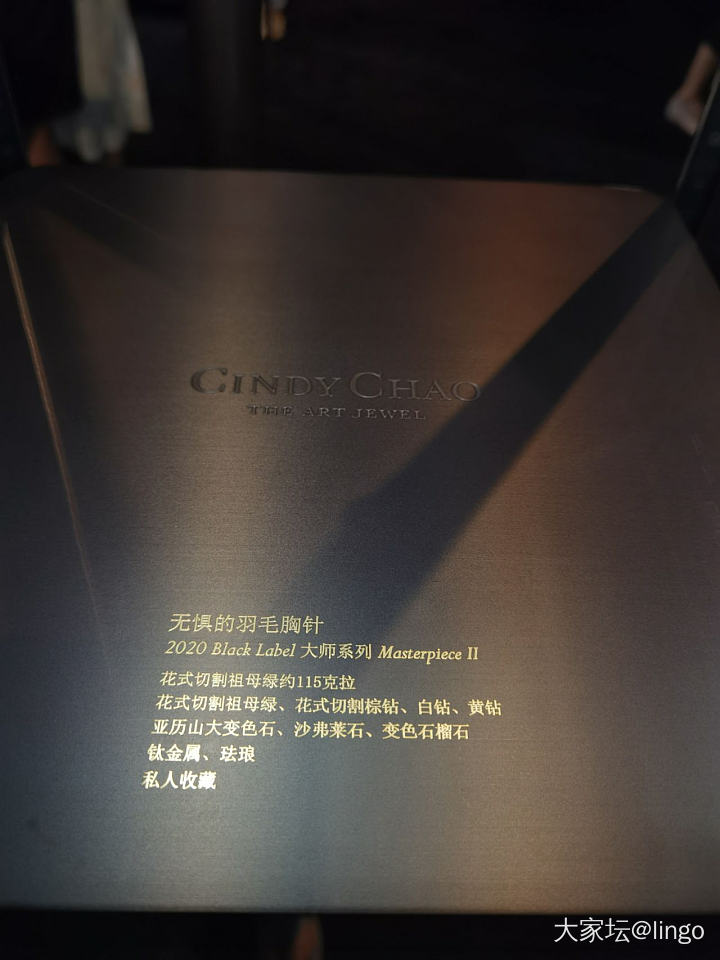 CINDY CHAO
THE ART JEWEL
无惧的羽毛胸针
2020 Black Label 大师系列 Masterpiece II
花式切割祖母绿约115克拉
花式切割祖母绿、花式切割棕钻、白钻、黄钻
亚历山大变色石、沙弗莱石、变色石榴石
钛金属、珐琅
私人收藏
大家坛@lingo